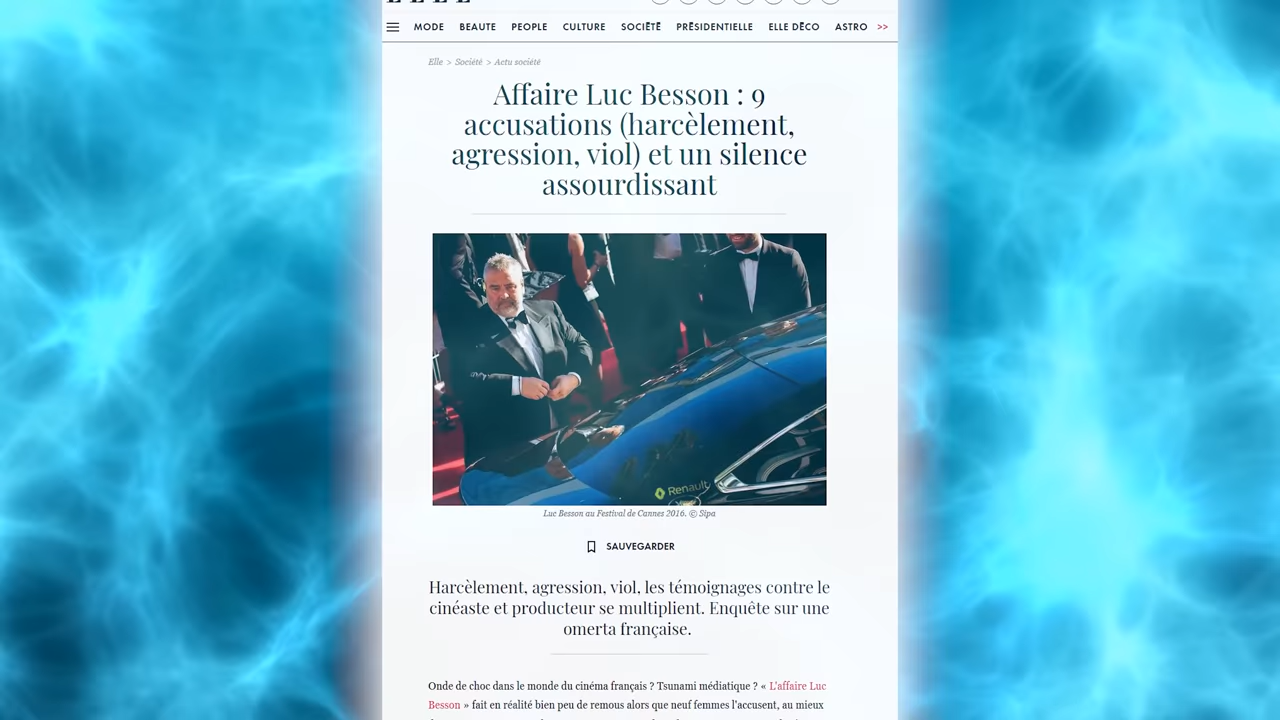 MODE BEAUTE PEOPLE CULTURE SOCIÉTÉ PRÉSIDENTIELLE ELLE DÉCO ASTRO >>
Elle > Société > Actu société
Affaire Luc Besson : 9
accusations (harcèlement,
agression, viol) et un silence
assourdissant
Renault
Luc Besson au Festival de Cannes 2016. © Sipa
SAUVEGARDER
Harcèlement, agression, viol, les témoignages contre le
cinéaste et producteur se multiplient. Enquête sur une
omerta française.
Onde de choc dans le monde du cinéma français ? Tsunami médiatique ? « L'affaire Luc
Besson » fait en réalité bien peu de remous alors que neuf femmes l'accusent, au mieux